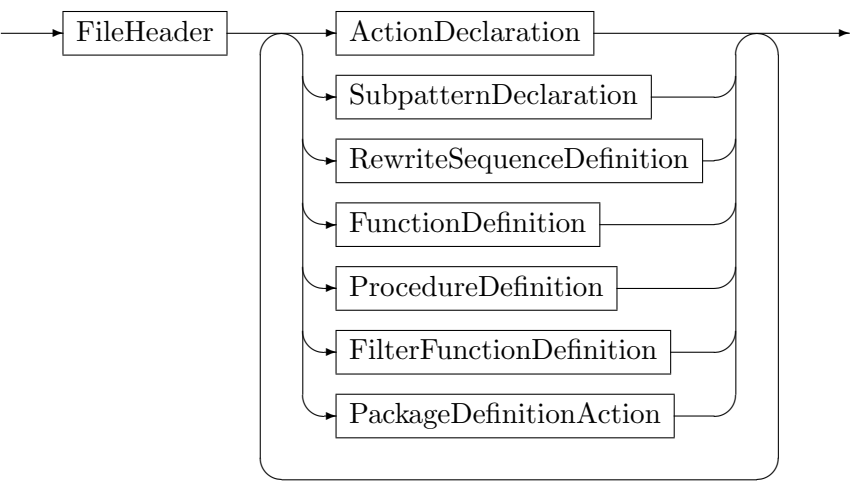 FileHeader
ActionDeclaration
SubpatternDeclaration
RewriteSequenceDefinition
FunctionDefinition
ProcedureDefinition
FilterFunctionDefinition
PackageDefinitionAction